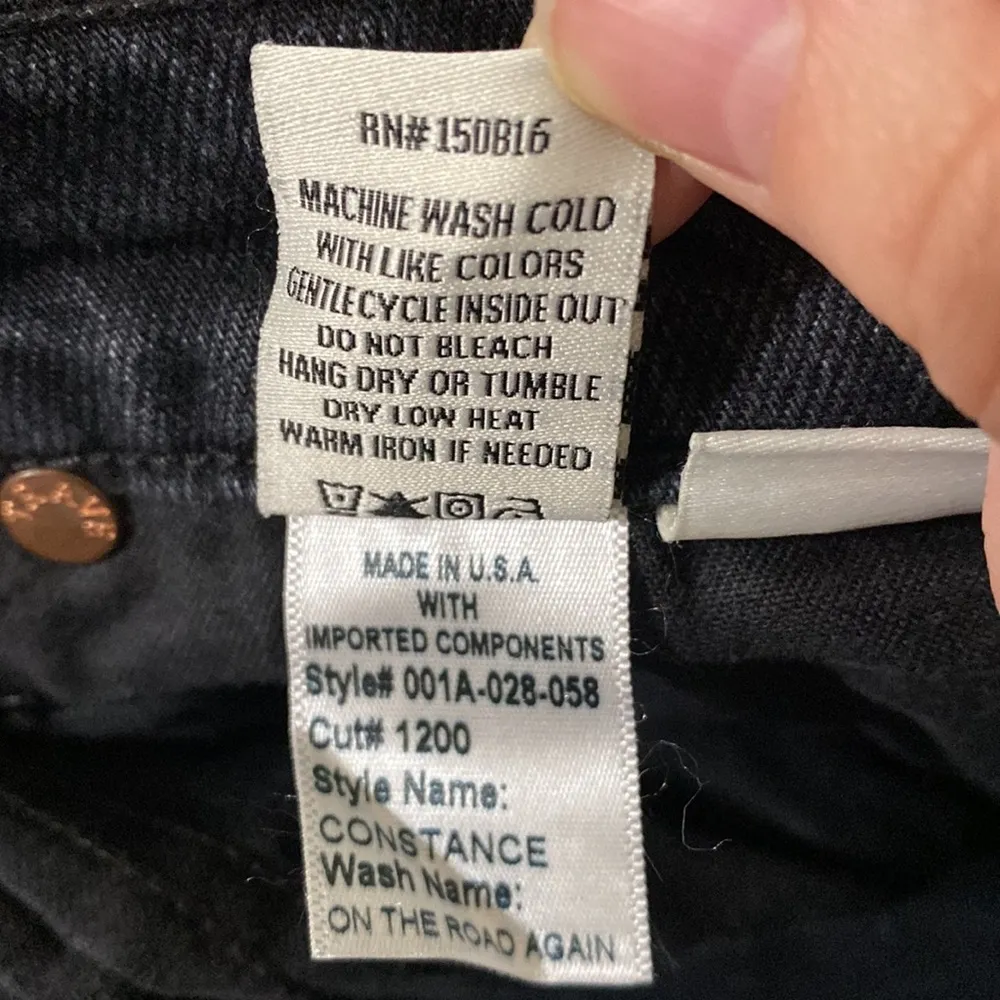 RN#150B16
MACHINE WASH COLD
WITH LIKE COLORS
GENTLE CYCLE INSIDE OUT
DO NOT BLEACH
HANG DRY OR TUMBLE
DRY LOW HEAT
WARM IRON IF NEEDED
MADE IN U.S.A.
WITH
IMPORTED COMPONENTS
Style# 001A-028-058
Cut# 1200
Style Name:
CONSTANCE
Wash Name:
ON THE ROAD AGAIN